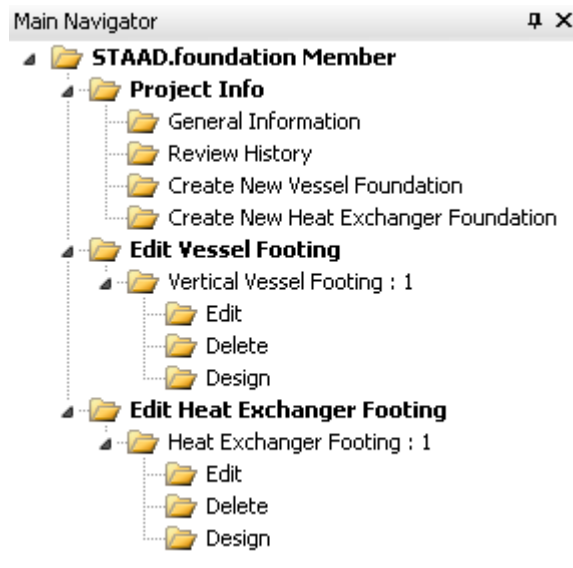 Main Navigator
STAAD.foundation Member
Project Info
General Information
Review History
Create New Vessel Foundation
Create New Heat Exchanger Foundation
Edit Vessel Footing
Vertical Vessel Footing : 1
Edit
Delete
Design
Edit Heat Exchanger Footing
Heat Exchanger Footing : 1
Edit
Delete
Design